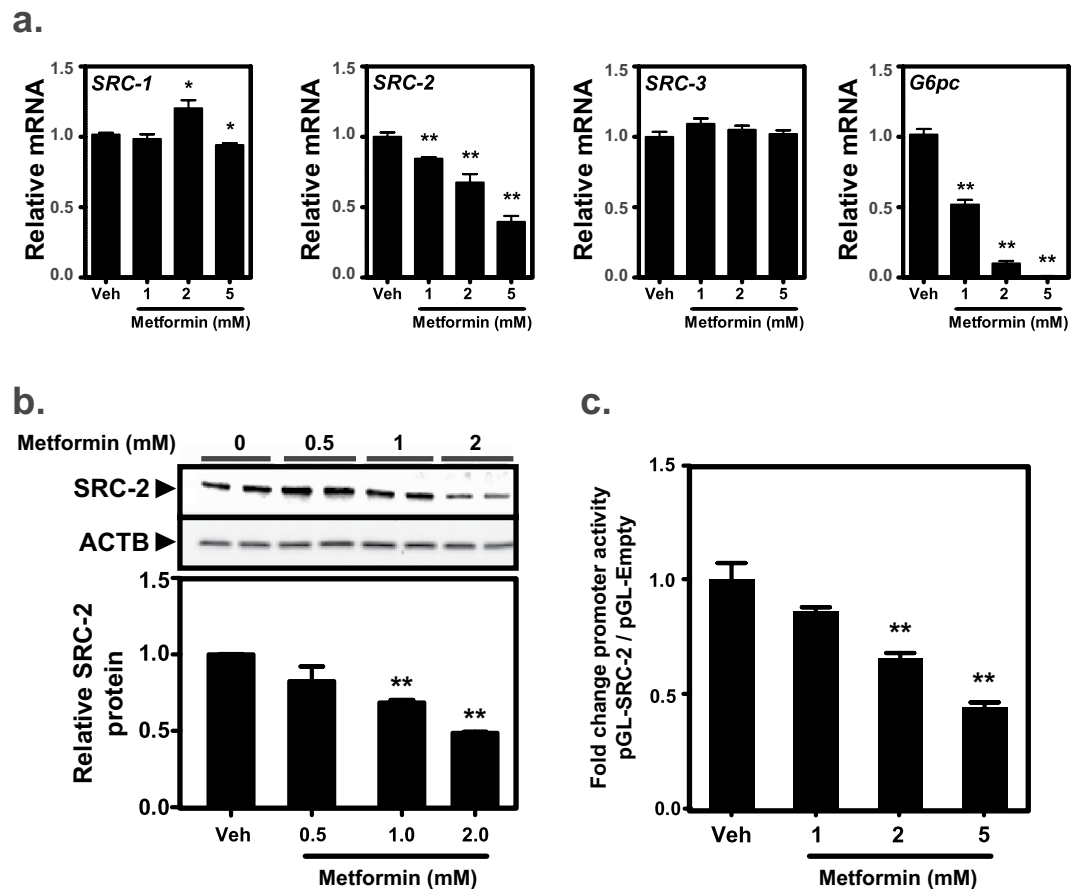 a.
SRC-1
Relative mRNA
1.5
1.0
0.5
0.0
*
*
Veh 1 2 5
Metformin (mM)
SRC-2
Relative mRNA
1.5
1.0
0.5
0.0
**
**
**
Veh 1 2 5
Metformin (mM)
SRC-3
Relative mRNA
1.5
1.0
0.5
0.0
Veh 1 2 5
Metformin (mM)
G6pc
Relative mRNA
1.5
1.0
0.5
0.0
**
**
**
Veh 1 2 5
Metformin (mM)
b.
Metformin (mM) 0 0.5 1 2
SRC-2
ACTB
Relative SRC-2
protein
1.5
1.0
0.5
0.0
**
**
Veh 0.5 1.0 2.0
Metformin (mM)
c.
Fold change promoter activity
pGL-SRC-2 / pGL-Empty
1.5
1.0
0.5
0.0
**
**
Veh 1 2 5
Metformin (mM)